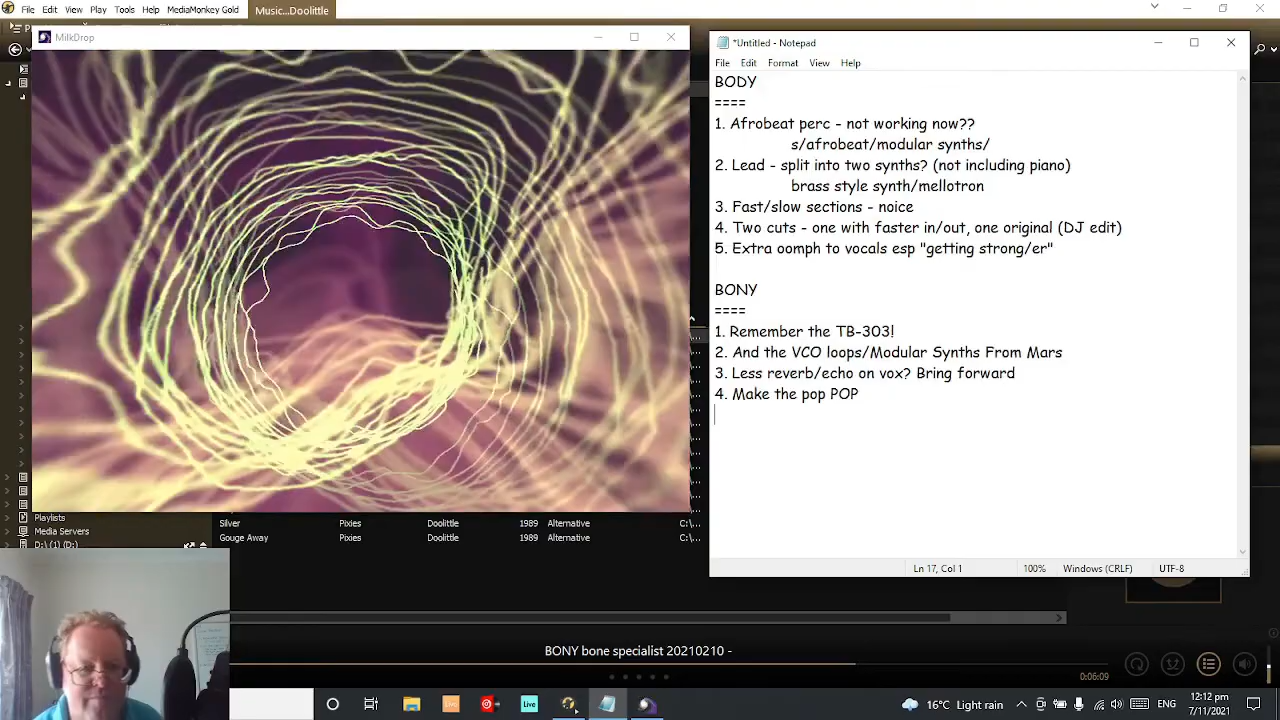 File Edit View Play Tools Help MediaMonkey Gold Music...Doolittle
MilkDrop
*Untitled - Notepad
File Edit Format View Help
BODY
====
1. Afrobeat perc - not working now??
s/afrobeat/modular synths/
2. Lead - split into two synths? (not including piano)
brass style synth/mellotron
3. Fast/slow sections - noice
4. Two cuts - one with faster in/out, one original (DJ edit)
5. Extra oomph to vocals esp "getting strong/er"
BONY
====
1. Remember the TB-303!
2. And the VCO loops/Modular Synths From Mars
3. Less reverb/echo on vox? Bring forward
4. Make the pop POP
Ln 17, Col 1 100% Windows (CRLF) UTF-8
Playlists
Media Servers
D:\ (1) (D:)
Silver Pixies Doolittle 1989 Alternative C:\...
Gouge Away Pixies Doolittle 1989 Alternative C:\...
BONY bone specialist 20210210 -
0:06:09
Live
Live
16°C Light rain
12:12 pm
7/11/2021